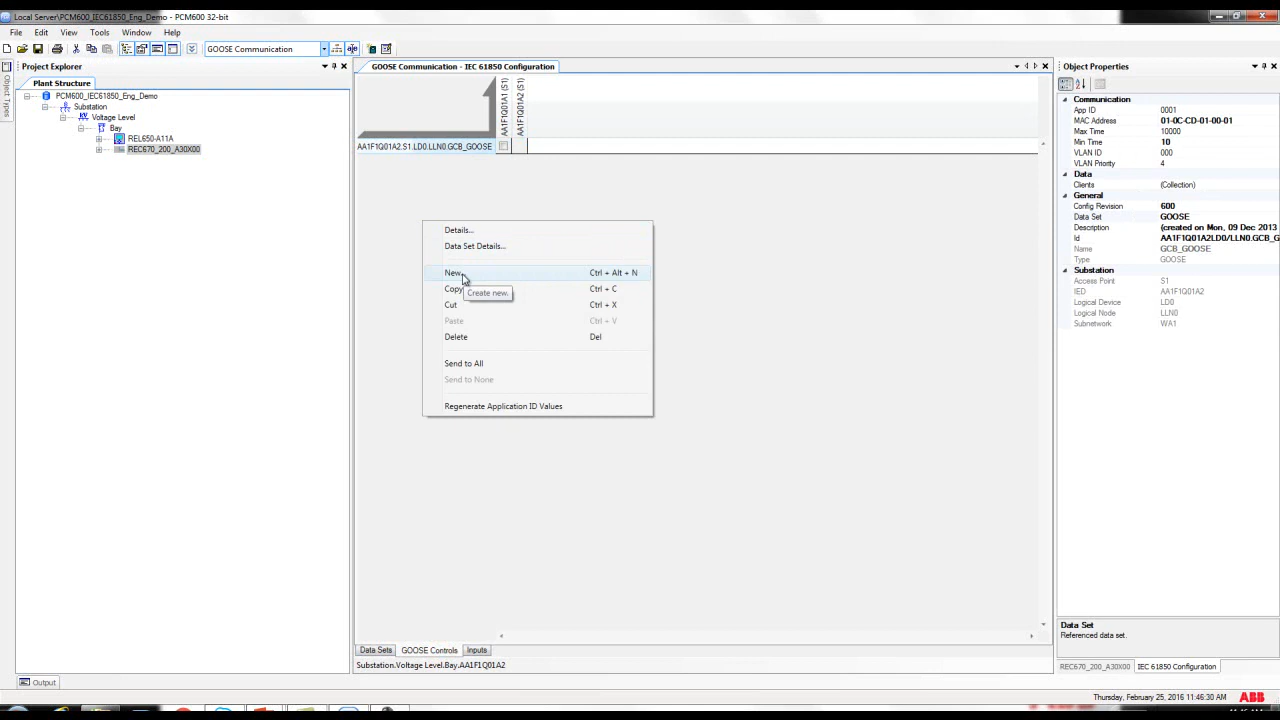 Local Server\PCM600_IEC61850_Eng_Demo - PCM600 32-bit
File Edit View Tools Window Help
GOOSE Communication
Object Types
Project Explorer
Plant Structure
PCM600_IEC61850_Eng_Demo
Substation
Voltage Level
Bay
REL650-A11A
REC670_200_A30X00
GOOSE Communication - IEC 61850 Configuration
AA1F1Q01A1 (S1)
AA1F1Q01A2 (S1)
AA1F1Q01A2.S1.LD0.LLN0.GCB_GOOSE
Details...
Data Set Details...
New... Ctrl + Alt + N
Copy Ctrl + C
Create new.
Cut Ctrl + X
Paste Ctrl + V
Delete Del
Send to All
Send to None
Regenerate Application ID Values
Data Sets GOOSE Controls Inputs
Substation.Voltage Level.Bay.AA1F1Q01A2
Object Properties
Communication
App ID 0001
MAC Address 01-0C-CD-01-00-01
Max Time 10000
Min Time 10
VLAN ID 000
VLAN Priority 4
Data
Clients (Collection)
General
Config Revision 600
Data Set GOOSE
Description (created on Mon, 09 Dec 2013
Id AA1F1Q01A2LD0/LLN0.GCB_G
Name GCB_GOOSE
Type GOOSE
Substation
Access Point S1
IED AA1F1Q01A2
Logical Device LD0
Logical Node LLN0
Subnetwork WA1
Data Set
Referenced data set.
REC670_200_A30X00 IEC 61850 Configuration
Output
Thursday, February 25, 2016 11:46:30 AM ABB